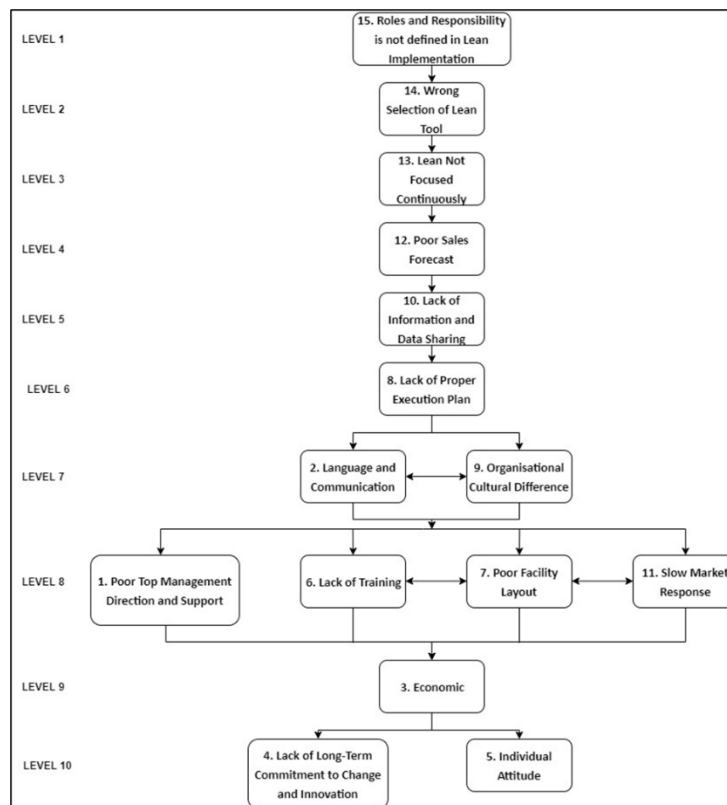 LEVEL 1
15. Roles and Responsibility
is not defined in Lean
Implementation
LEVEL 2
14. Wrong
Selection of Lean
Tool
LEVEL 3
13. Lean Not
Focused
Continuously
LEVEL 4
12. Poor Sales
Forecast
LEVEL 5
10. Lack of
Information and
Data Sharing
LEVEL 6
8. Lack of Proper
Execution Plan
LEVEL 7
2. Language and
Communication
9. Organisational
Cultural Difference
LEVEL 8
1. Poor Top Management
Direction and Support
6. Lack of Training
7. Poor Facility
Layout
11. Slow Market
Response
LEVEL 9
3. Economic
LEVEL 10
4. Lack of Long-Term
Commitment to Change
and Innovation
5. Individual
Attitude